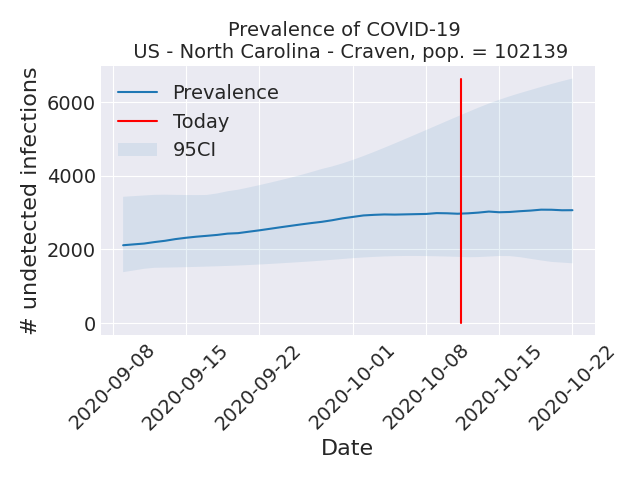 Prevalence of COVID-19
US - North Carolina - Craven, pop. = 102139
# undetected infections
6000
4000
2000
0
Prevalence
Today
95CI
2020-09-08
2020-09-15
2020-09-22
2020-10-01
2020-10-08
2020-10-15
2020-10-22
Date